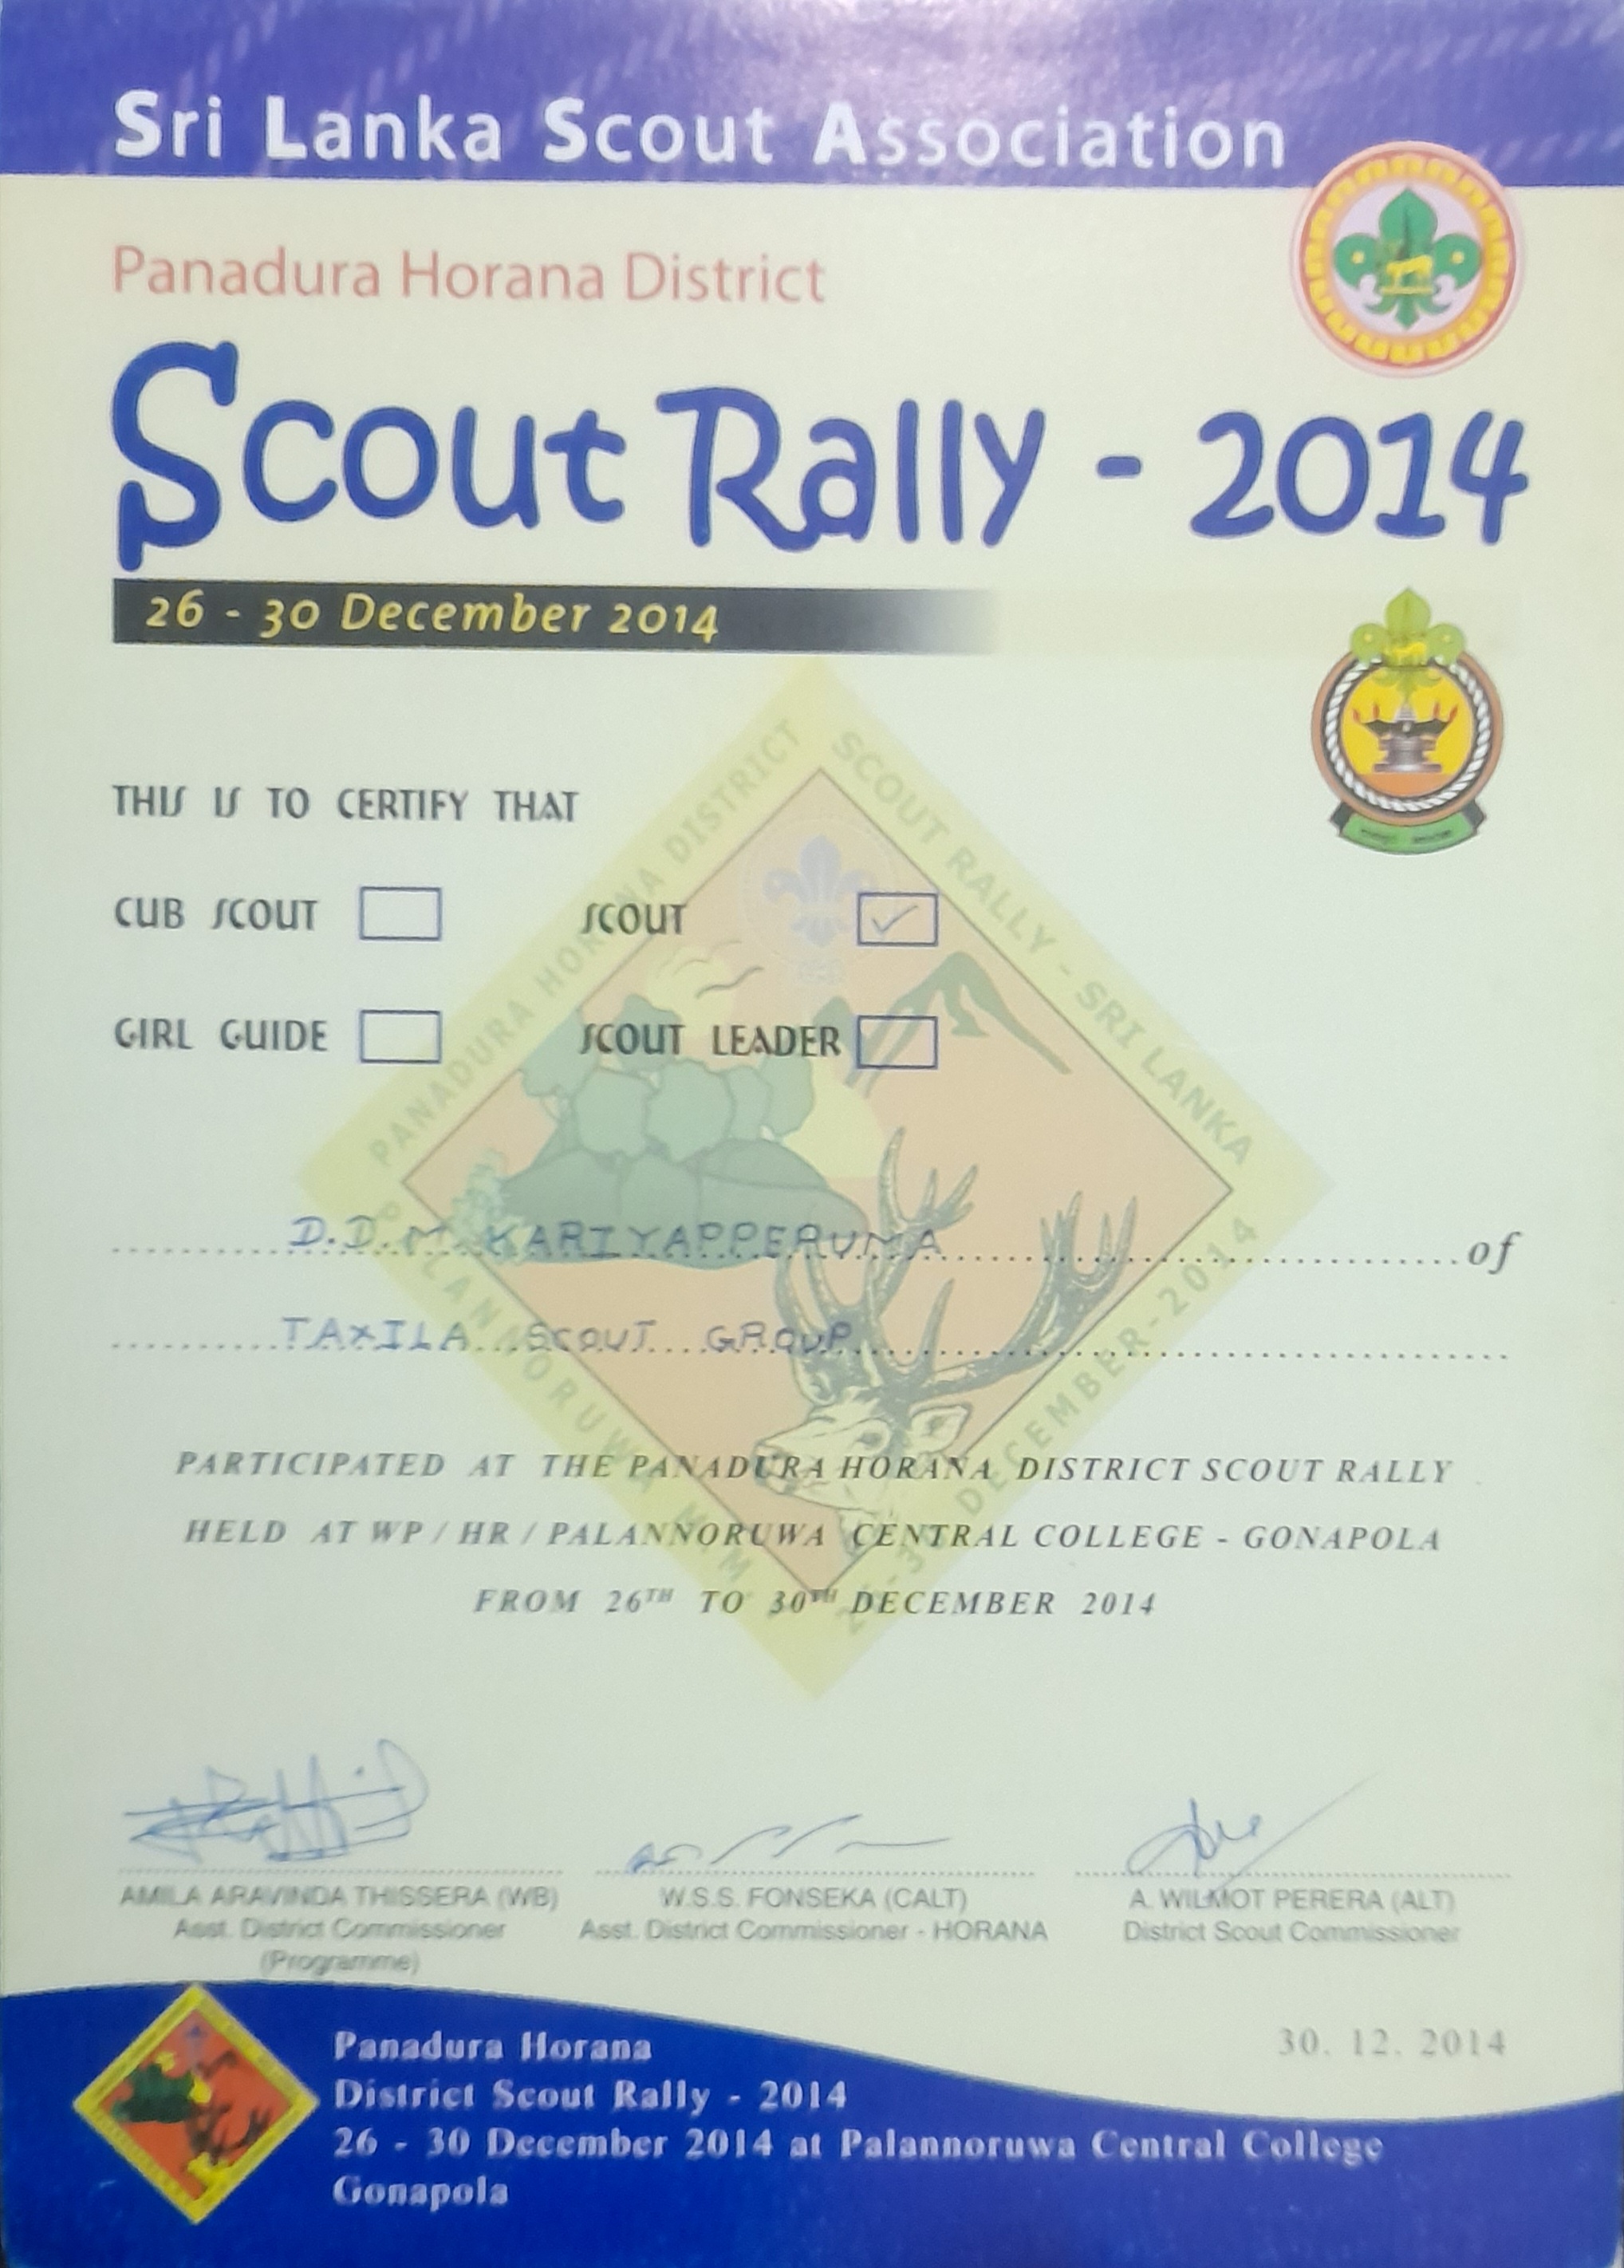 Sri Lanka Scout Association
Panadura Horana District
Scout Rally - 2014
26 - 30 December 2014
THIS IS TO CERTIFY THAT
CUB SCOUT SCOUT ✓
GIRL GUIDE SCOUT LEADER
PANADURA HORANA DISTRICT
SCOUT RALLY - SRI LANKA
PALANNORUWA M.M.V
26-30 DECEMBER-2014
D.D.M. KARIYAPPERUMA of
TAXILA SCOUT GROUP
PARTICIPATED AT THE PANADURA HORANA DISTRICT SCOUT RALLY
HELD AT WP / HR / PALANNORUWA CENTRAL COLLEGE - GONAPOLA
FROM 26TH TO 30TH DECEMBER 2014
AMILA ARAVINDA THISSERA (WB) W.S.S. FONSEKA (CALT) A. WILMOT PERERA (ALT)
Asst. District Commissioner Asst. District Commissioner - HORANA District Scout Commissioner
(Programme)
30. 12. 2014
Panadura Horana
District Scout Rally - 2014
26 - 30 December 2014 at Palannoruwa Central College
Gonapola